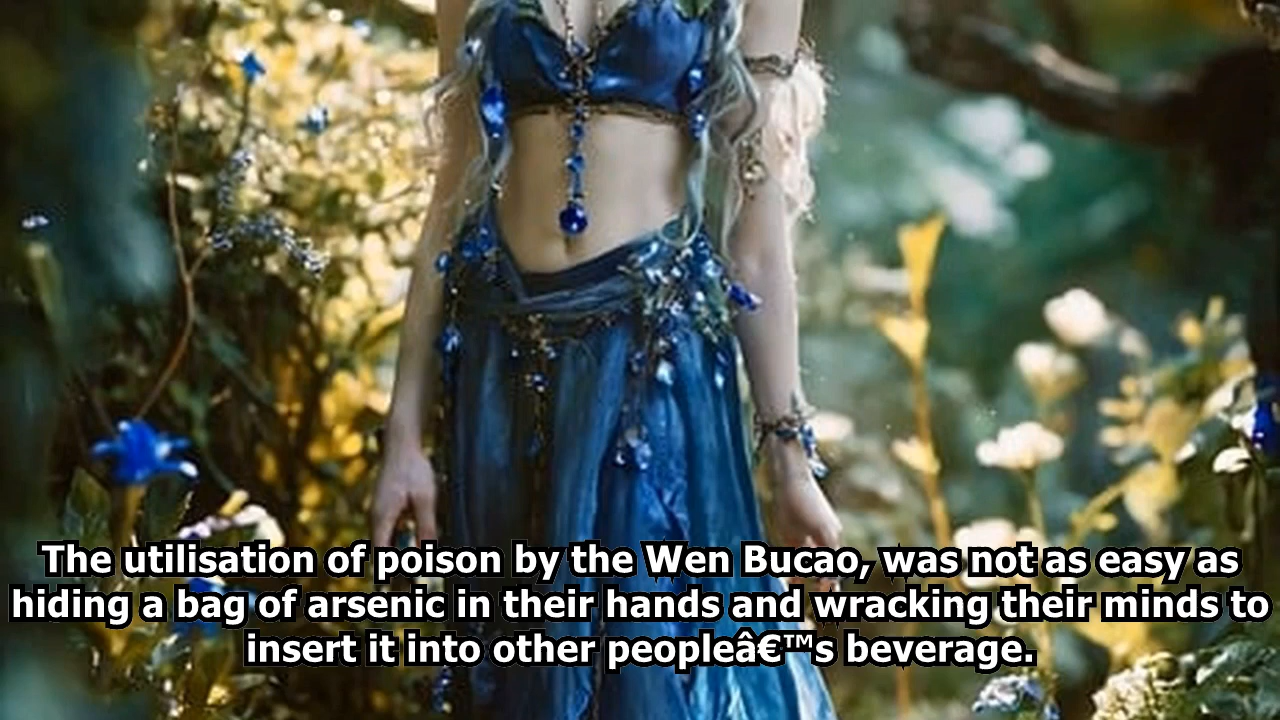 The utilisation of poison by the Wen Bucao, was not as easy as
hiding a bag of arsenic in their hands and wracking their minds to
insert it into other peopleâ€™s beverage.